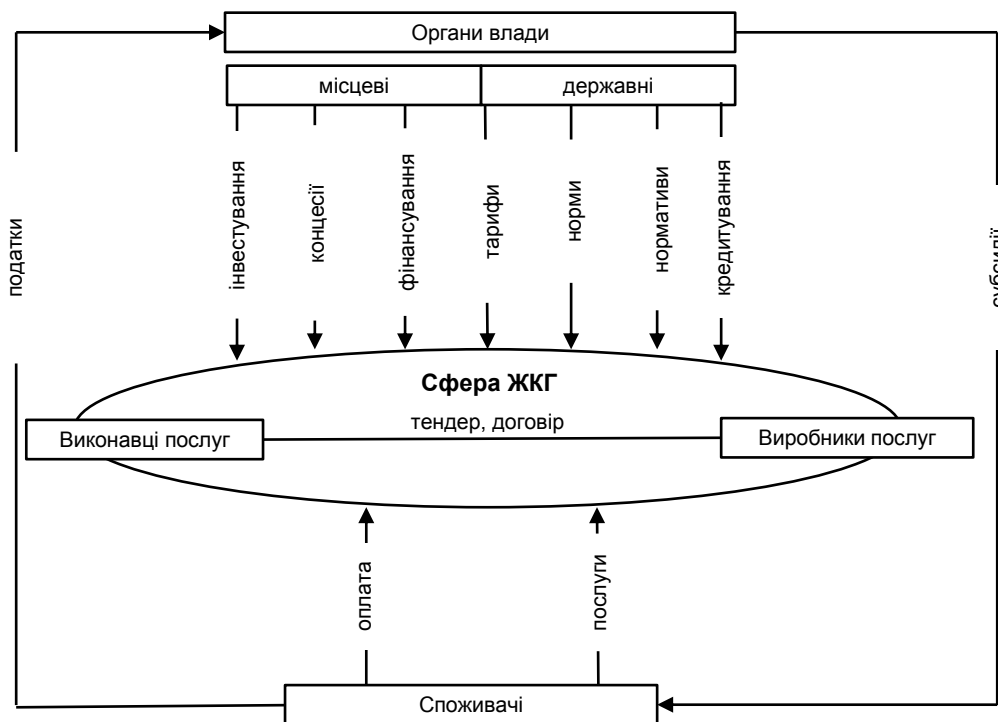 Органи влади
місцеві
державні
інвестування
концесії
фінансування
тарифи
норми
нормативи
кредитування
податки
субсидії
Сфера ЖКГ
тендер, договір
Виконавці послуг
Виробники послуг
оплата
послуги
Споживачі